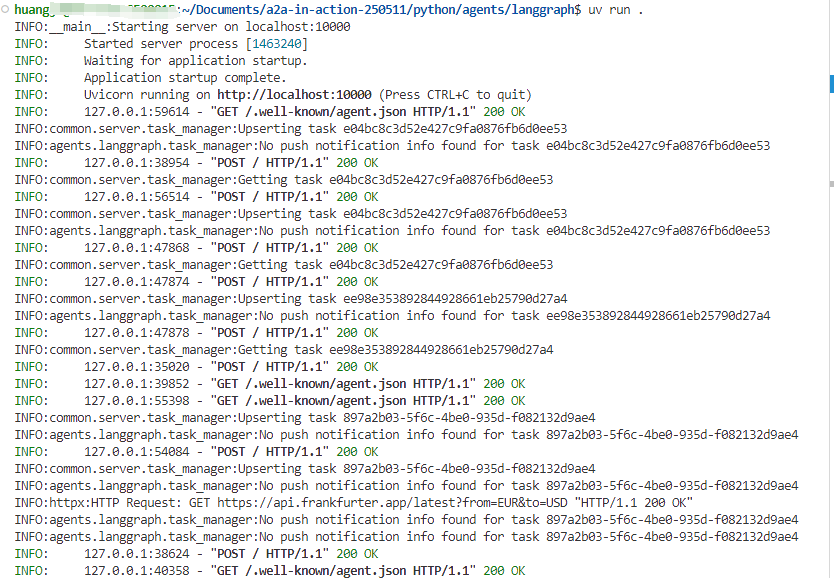 huangj :~/Documents/a2a-in-action-250511/python/agents/langgraph$ uv run .
INFO:__main__:Starting server on localhost:10000
INFO:     Started server process [1463240]
INFO:     Waiting for application startup.
INFO:     Application startup complete.
INFO:     Uvicorn running on http://localhost:10000 (Press CTRL+C to quit)
INFO:     127.0.0.1:59614 - "GET /.well-known/agent.json HTTP/1.1" 200 OK
INFO:common.server.task_manager:Upserting task e04bc8c3d52e427c9fa0876fb6d0ee53
INFO:agents.langgraph.task_manager:No push notification info found for task e04bc8c3d52e427c9fa0876fb6d0ee53
INFO:     127.0.0.1:38954 - "POST / HTTP/1.1" 200 OK
INFO:common.server.task_manager:Getting task e04bc8c3d52e427c9fa0876fb6d0ee53
INFO:     127.0.0.1:56514 - "POST / HTTP/1.1" 200 OK
INFO:common.server.task_manager:Upserting task e04bc8c3d52e427c9fa0876fb6d0ee53
INFO:agents.langgraph.task_manager:No push notification info found for task e04bc8c3d52e427c9fa0876fb6d0ee53
INFO:     127.0.0.1:47868 - "POST / HTTP/1.1" 200 OK
INFO:common.server.task_manager:Getting task e04bc8c3d52e427c9fa0876fb6d0ee53
INFO:     127.0.0.1:47874 - "POST / HTTP/1.1" 200 OK
INFO:common.server.task_manager:Upserting task ee98e353892844928661eb25790d27a4
INFO:agents.langgraph.task_manager:No push notification info found for task ee98e353892844928661eb25790d27a4
INFO:     127.0.0.1:47878 - "POST / HTTP/1.1" 200 OK
INFO:common.server.task_manager:Getting task ee98e353892844928661eb25790d27a4
INFO:     127.0.0.1:35020 - "POST / HTTP/1.1" 200 OK
INFO:     127.0.0.1:39852 - "GET /.well-known/agent.json HTTP/1.1" 200 OK
INFO:     127.0.0.1:55398 - "GET /.well-known/agent.json HTTP/1.1" 200 OK
INFO:common.server.task_manager:Upserting task 897a2b03-5f6c-4be0-935d-f082132d9ae4
INFO:agents.langgraph.task_manager:No push notification info found for task 897a2b03-5f6c-4be0-935d-f082132d9ae4
INFO:     127.0.0.1:54084 - "POST / HTTP/1.1" 200 OK
INFO:common.server.task_manager:Upserting task 897a2b03-5f6c-4be0-935d-f082132d9ae4
INFO:agents.langgraph.task_manager:No push notification info found for task 897a2b03-5f6c-4be0-935d-f082132d9ae4
INFO:httpx:HTTP Request: GET https://api.frankfurter.app/latest?from=EUR&to=USD "HTTP/1.1 200 OK"
INFO:agents.langgraph.task_manager:No push notification info found for task 897a2b03-5f6c-4be0-935d-f082132d9ae4
INFO:agents.langgraph.task_manager:No push notification info found for task 897a2b03-5f6c-4be0-935d-f082132d9ae4
INFO:     127.0.0.1:38624 - "POST / HTTP/1.1" 200 OK
INFO:     127.0.0.1:40358 - "GET /.well-known/agent.json HTTP/1.1" 200 OK